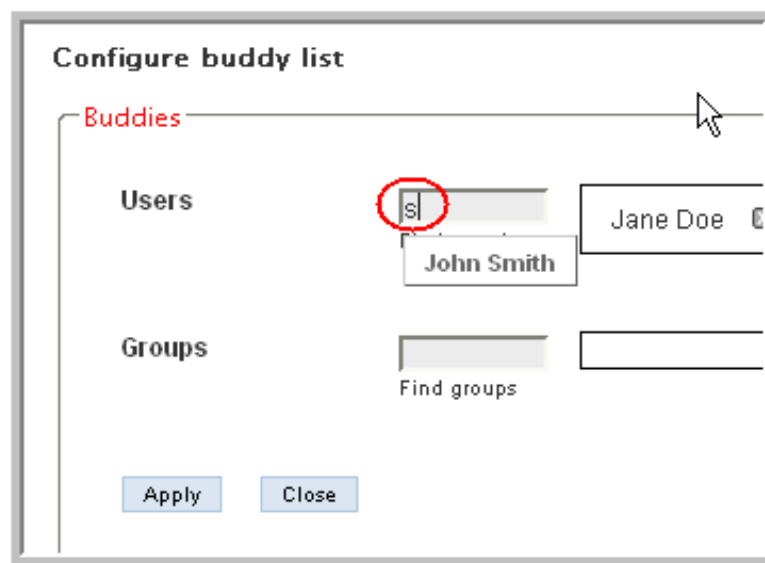 Configure buddy list
Buddies
Users
s
Jane Doe
John Smith
Groups
Find groups
Apply Close